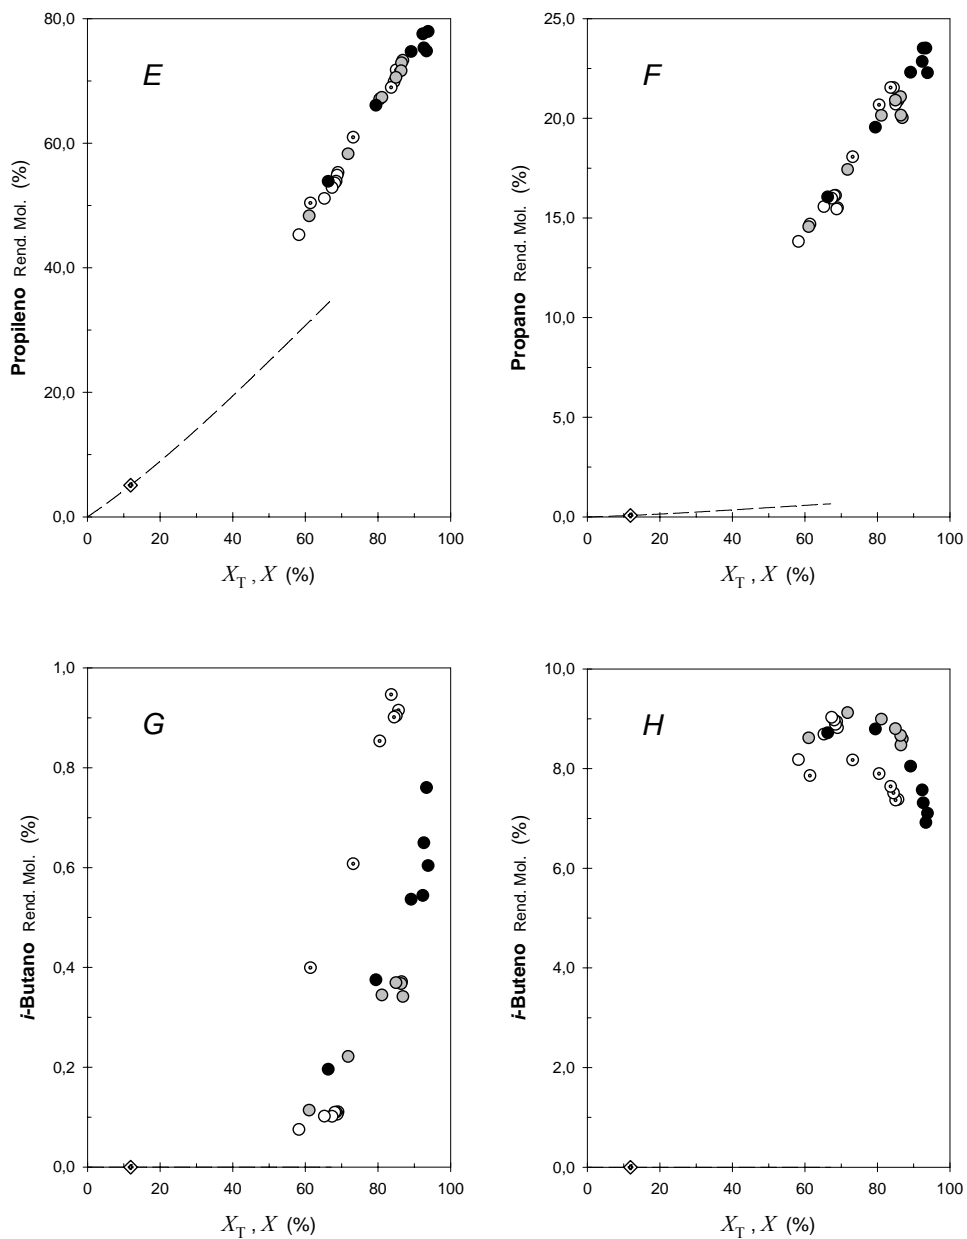 E
80,0
60,0
40,0
20,0
0,0
Propileno Rend. Mol. (%)
0 20 40 60 80 100
X_T , X (%)
F
25,0
20,0
15,0
10,0
5,0
0,0
Propano Rend. Mol. (%)
0 20 40 60 80 100
X_T , X (%)
G
1,0
0,8
0,6
0,4
0,2
0,0
i-Butano Rend. Mol. (%)
0 20 40 60 80 100
X_T , X (%)
H
10,0
8,0
6,0
4,0
2,0
0,0
i-Buteno Rend. Mol. (%)
0 20 40 60 80 100
X_T , X (%)